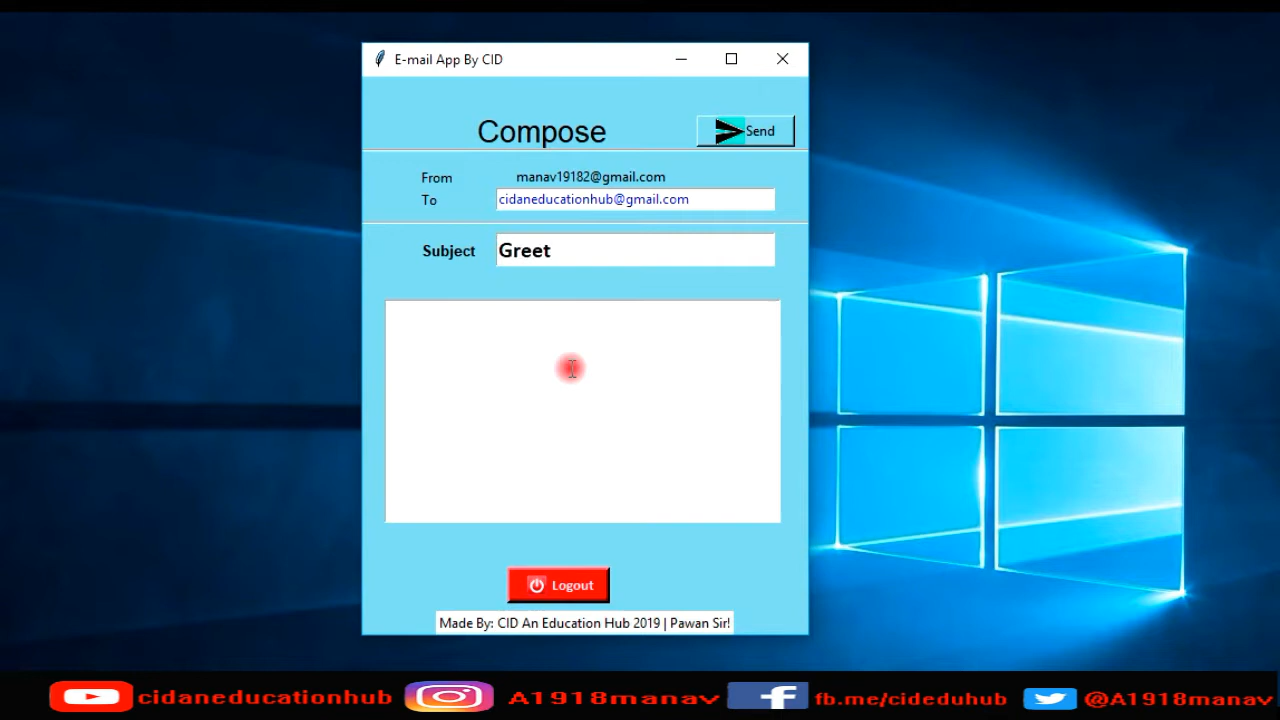 E-mail App By CID
Compose
Send
From manav19182@gmail.com
To cidaneducationhub@gmail.com
Subject Greet
Logout
Made By: CID An Education Hub 2019 | Pawan Sir!
cidaneducationhub A1918manav fb.me/cideduhub @A1918manav